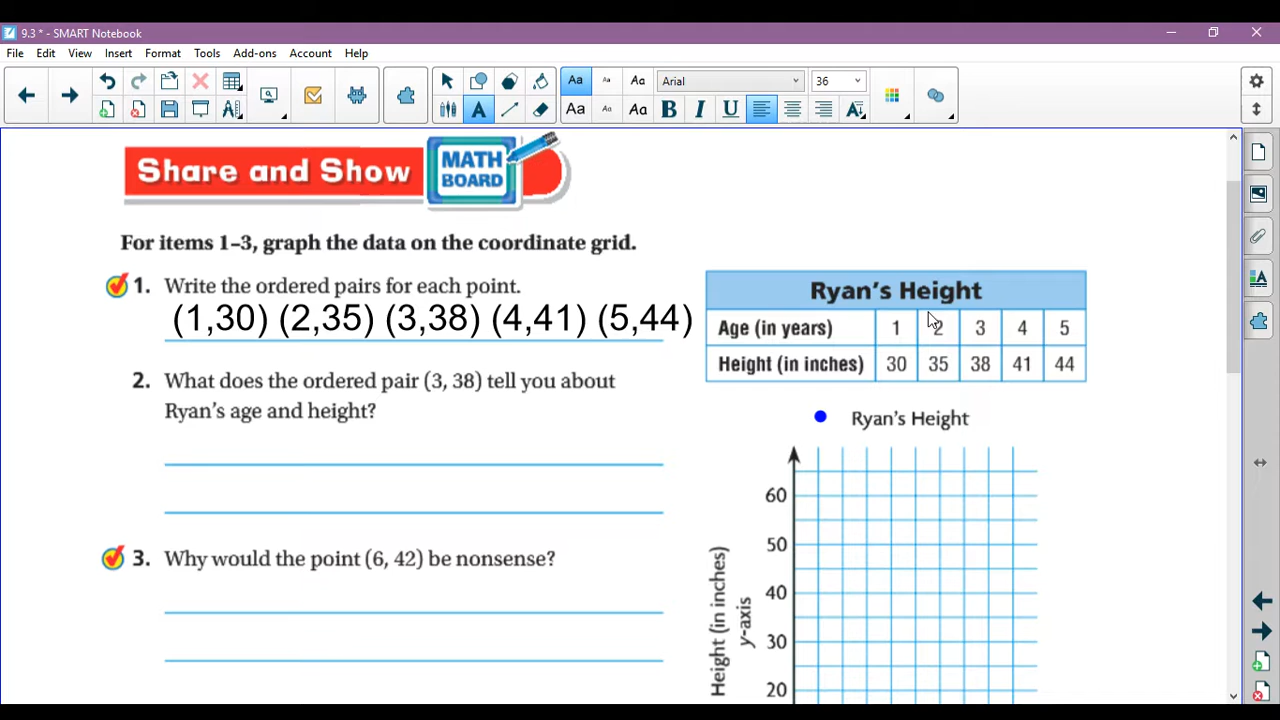 9.3 * - SMART Notebook
File Edit View Insert Format Tools Add-ons Account Help
Aa Aa Aa Arial 36
A Aa Aa Aa B I U A
Share and Show MATH BOARD
For items 1–3, graph the data on the coordinate grid.
1. Write the ordered pairs for each point.
(1,30) (2,35) (3,38) (4,41) (5,44)
2. What does the ordered pair (3, 38) tell you about
Ryan's age and height?
3. Why would the point (6, 42) be nonsense?
Ryan's Height
Age (in years) 1 2 3 4 5
Height (in inches) 30 35 38 41 44
Ryan's Height
60
50
40
30
20
Height (in inches)
y-axis